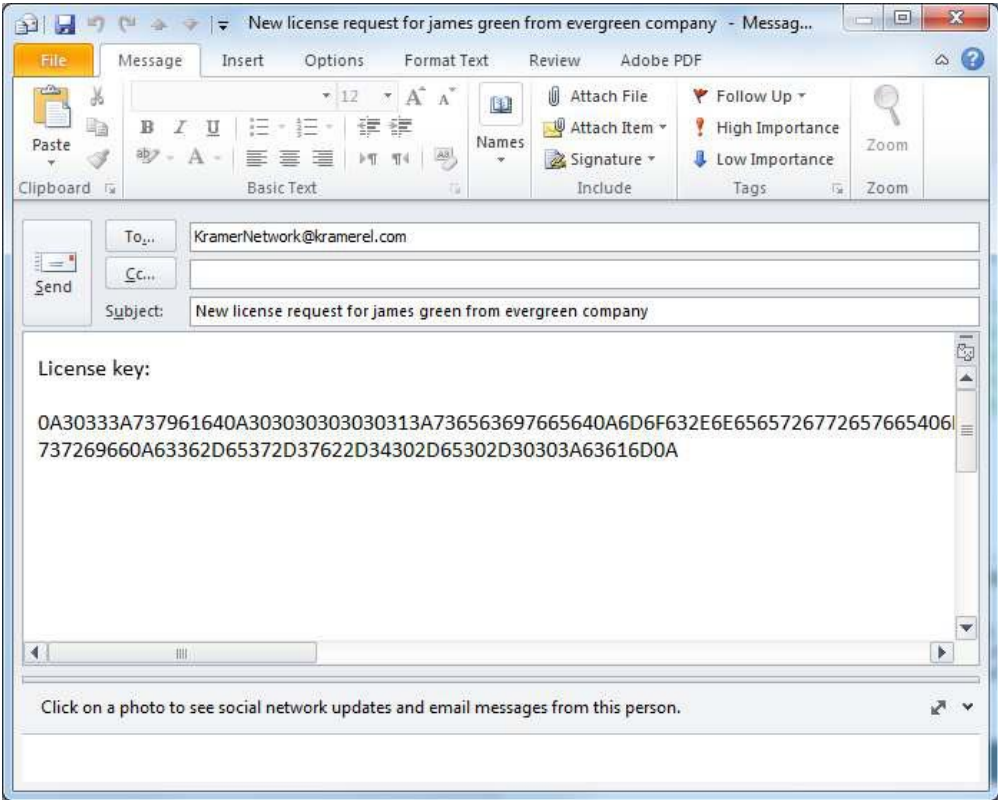 New license request for james green from evergreen company - Messag...
File Message Insert Options Format Text Review Adobe PDF
12 A A Attach File Follow Up
Paste B I U Names Attach Item High Importance Zoom
ab A Aa Signature Low Importance
Clipboard Basic Text Include Tags Zoom
To... KramerNetwork@kramerel.com
Cc...
Send
Subject: New license request for james green from evergreen company
License key:
0A30333A737961640A303030303030313A736563697665640A6D6F632E6E6565726772657665406
737269660A63362D65372D37622D34302D65302D30303A63616D0A
Click on a photo to see social network updates and email messages from this person.